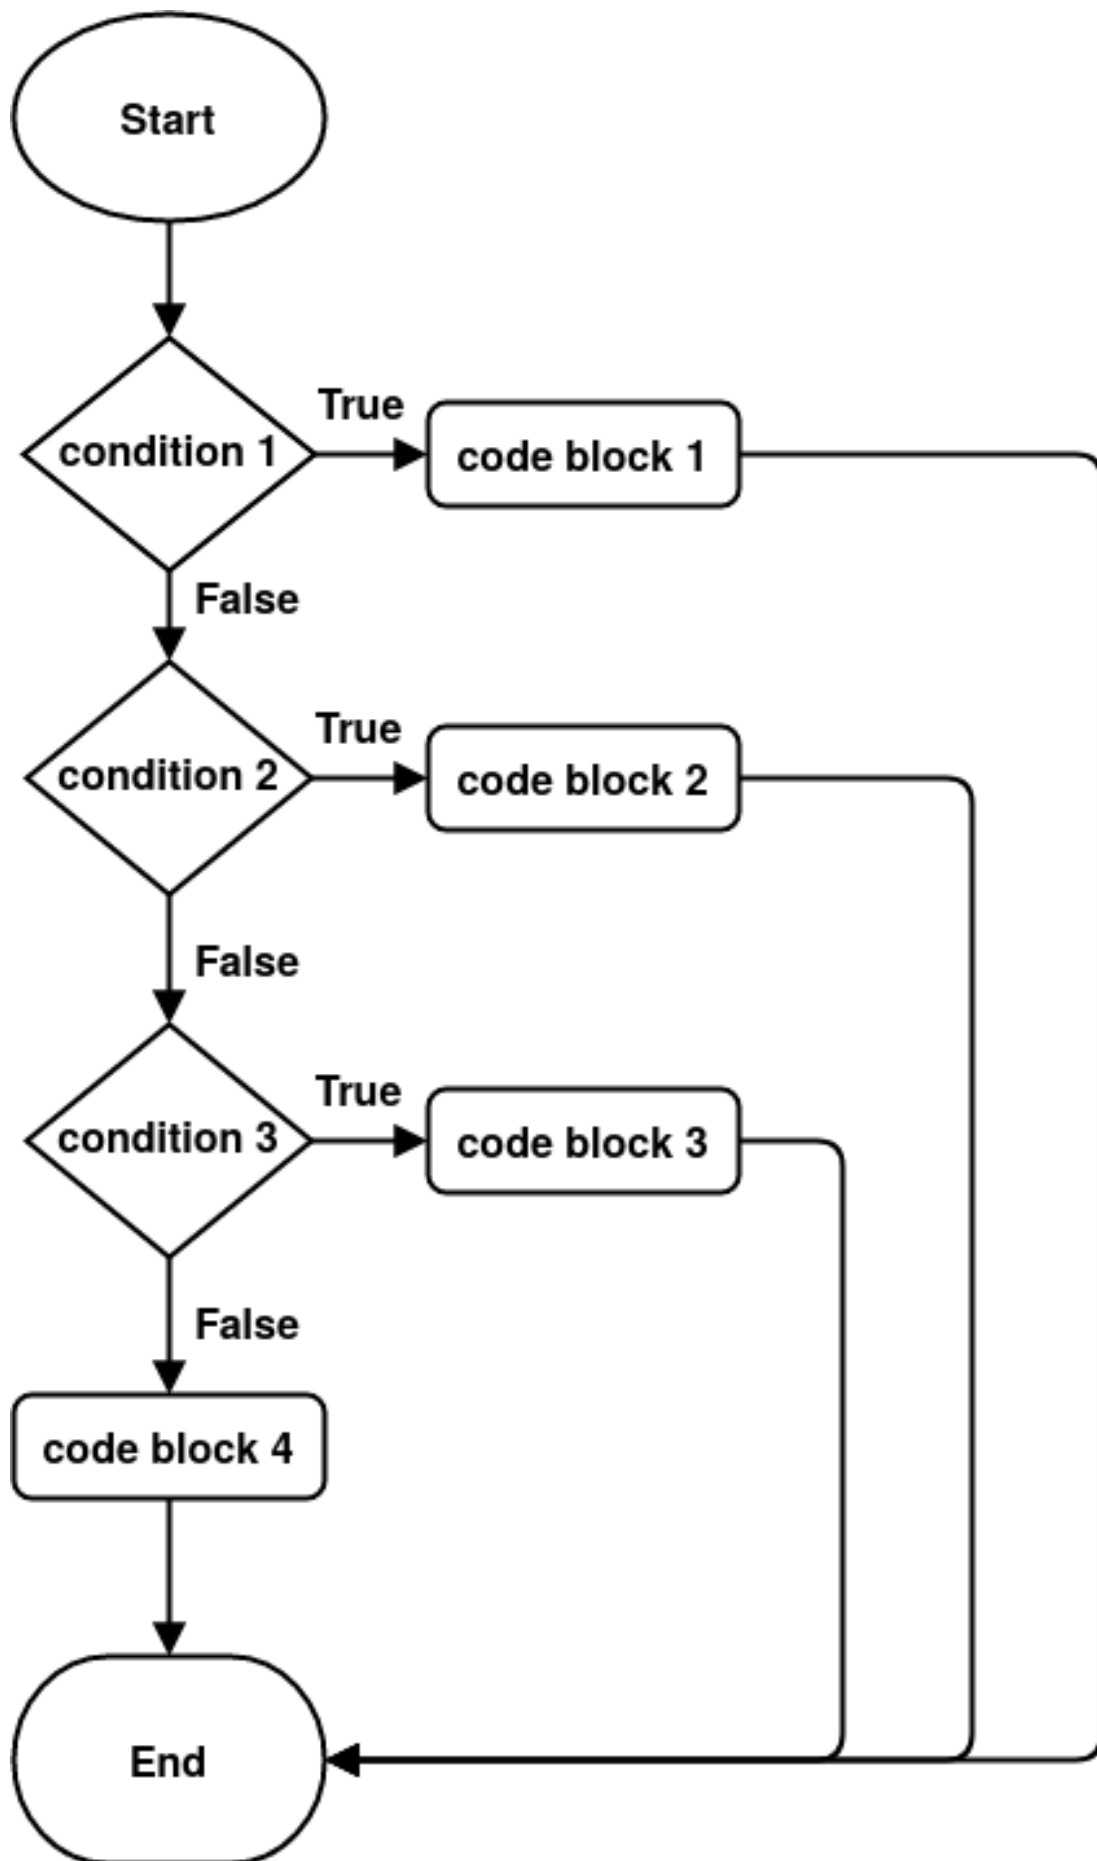 Start
True
condition 1
code block 1
False
True
condition 2
code block 2
False
True
condition 3
code block 3
False
code block 4
End